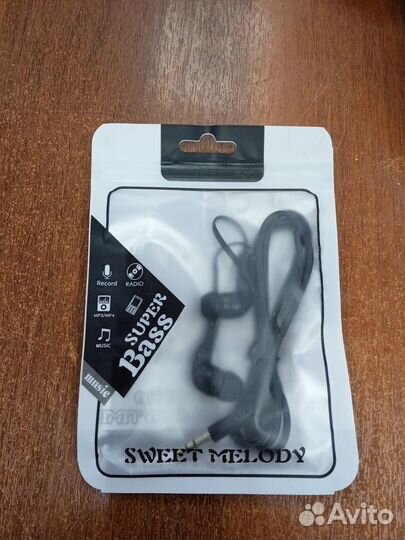 Record
RADIO
MP3/MP4
MUSIC
SUPER
Bass
music
SWEET MELODY
Avito